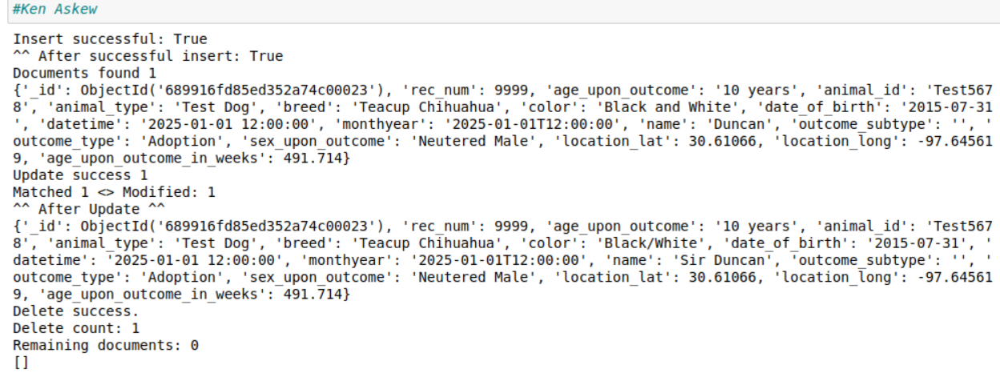 #Ken Askew
Insert successful: True
^^ After successful insert: True
Documents found 1
{'_id': ObjectId('689916fd85ed352a74c00023'), 'rec_num': 9999, 'age_upon_outcome': '10 years', 'animal_id': 'Test567
8', 'animal_type': 'Test Dog', 'breed': 'Teacup Chihuahua', 'color': 'Black and White', 'date_of_birth': '2015-07-31
', 'datetime': '2025-01-01 12:00:00', 'monthyear': '2025-01-01T12:00:00', 'name': 'Duncan', 'outcome_subtype': '', '
outcome_type': 'Adoption', 'sex_upon_outcome': 'Neutered Male', 'location_lat': 30.61066, 'location_long': -97.64561
9, 'age_upon_outcome_in_weeks': 491.714}
Update success 1
Matched 1 <> Modified: 1
^^ After Update ^^
{'_id': ObjectId('689916fd85ed352a74c00023'), 'rec_num': 9999, 'age_upon_outcome': '10 years', 'animal_id': 'Test567
8', 'animal_type': 'Test Dog', 'breed': 'Teacup Chihuahua', 'color': 'Black/White', 'date_of_birth': '2015-07-31', '
datetime': '2025-01-01 12:00:00', 'monthyear': '2025-01-01T12:00:00', 'name': 'Sir Duncan', 'outcome_subtype': '', '
outcome_type': 'Adoption', 'sex_upon_outcome': 'Neutered Male', 'location_lat': 30.61066, 'location_long': -97.64561
9, 'age_upon_outcome_in_weeks': 491.714}
Delete success.
Delete count: 1
Remaining documents: 0
[]